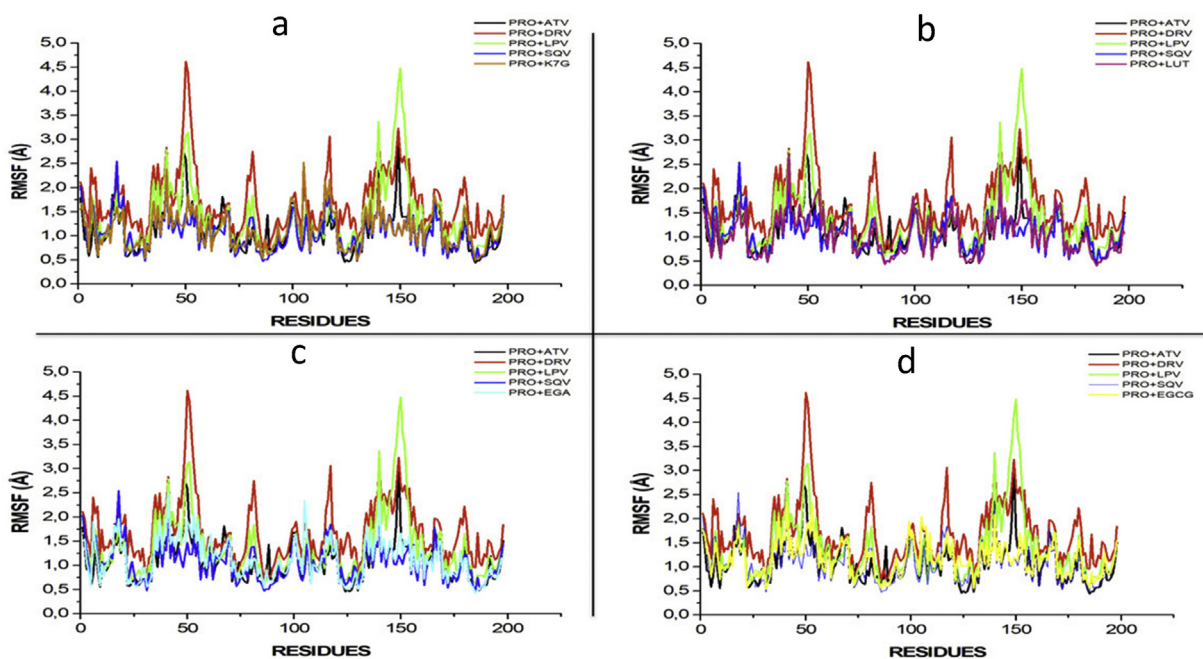 a
PRO+ATV
PRO+DRV
PRO+LPV
PRO+SQV
PRO+K7G
5,0
4,5
4,0
3,5
3,0
2,5
2,0
1,5
1,0
0,5
0,0
RMSF (Å)
0 50 100 150 200
RESIDUES
b
PRO+ATV
PRO+DRV
PRO+LPV
PRO+SQV
PRO+LUT
5,0
4,5
4,0
3,5
3,0
2,5
2,0
1,5
1,0
0,5
0,0
RMSF (Å)
0 50 100 150 200
RESIDUES
c
PRO+ATV
PRO+DRV
PRO+LPV
PRO+SQV
PRO+EGA
5,0
4,5
4,0
3,5
3,0
2,5
2,0
1,5
1,0
0,5
0,0
RMSF (Å)
0 50 100 150 200
RESIDUES
d
PRO+ATV
PRO+DRV
PRO+LPV
PRO+SQV
PRO+EGCG
5,0
4,5
4,0
3,5
3,0
2,5
2,0
1,5
1,0
0,5
0,0
RMSF (Å)
0 50 100 150 200
RESIDUES